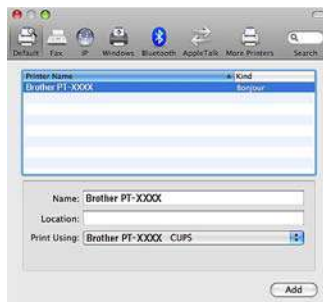 Default Fax IP Windows Bluetooth AppleTalk More Printers Search
Printer Name Kind
Brother PT-XXXX Bonjour
Name: Brother PT-XXXX
Location:
Print Using: Brother PT-XXXX CUPS
Add